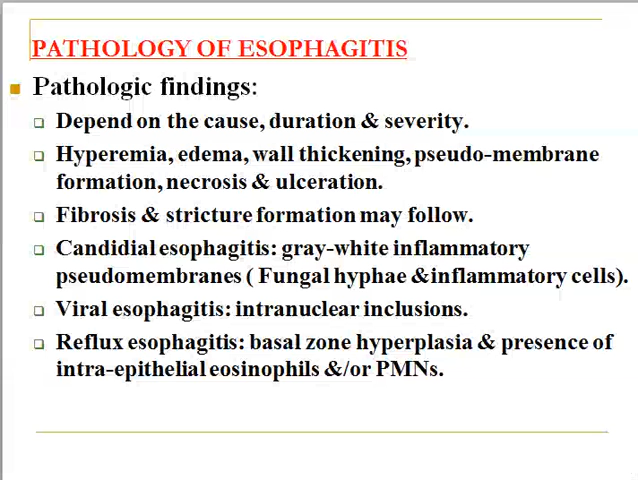 PATHOLOGY OF ESOPHAGITIS
Pathologic findings:
Depend on the cause, duration & severity.
Hyperemia, edema, wall thickening, pseudo-membrane
formation, necrosis & ulceration.
Fibrosis & stricture formation may follow.
Candidial esophagitis: gray-white inflammatory
pseudomembranes ( Fungal hyphae &inflammatory cells).
Viral esophagitis: intranuclear inclusions.
Reflux esophagitis: basal zone hyperplasia & presence of
intra-epithelial eosinophils &/or PMNs.